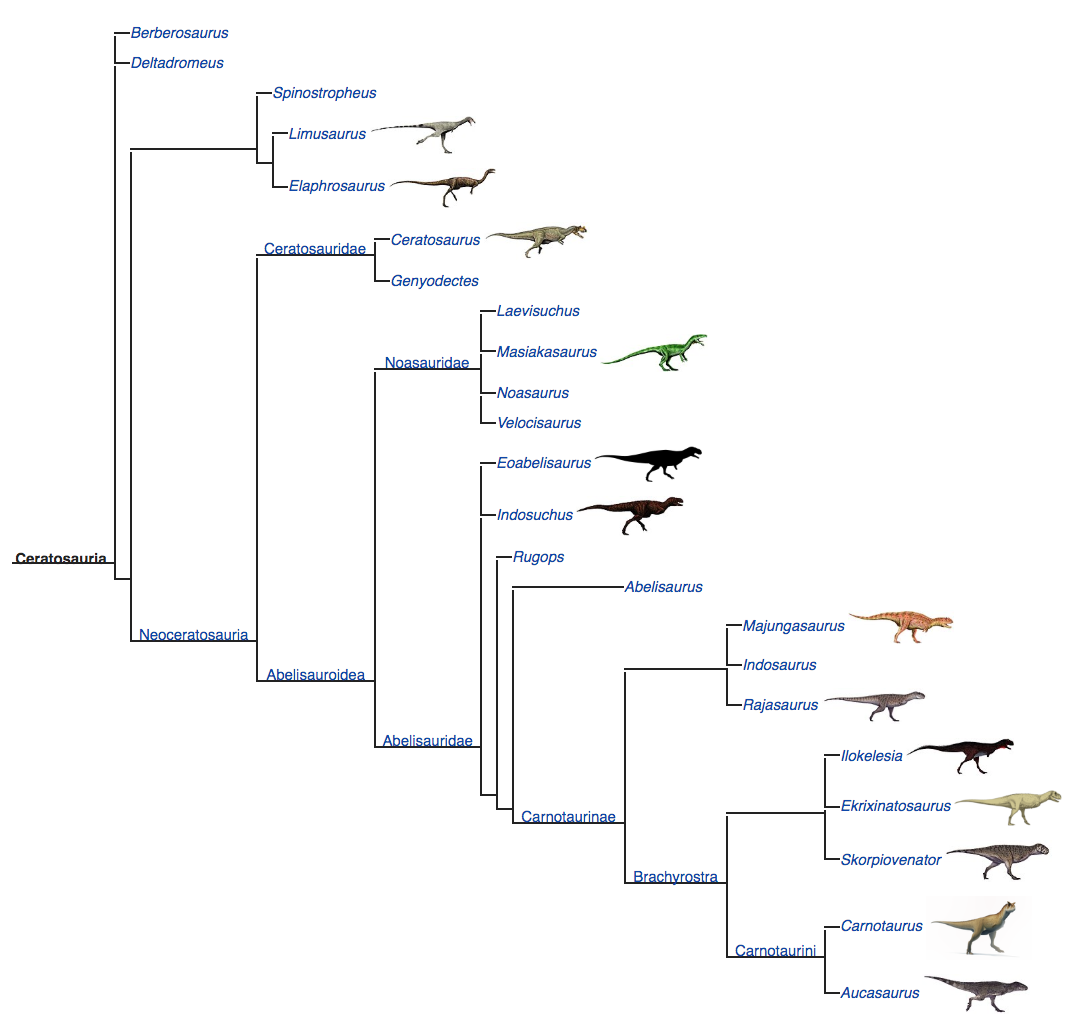 Berberosaurus
Deltadromeus
Spinostropheus
Limusaurus
Elaphrosaurus
Ceratosauridae
Ceratosaurus
Genyodectes
Laevisuchus
Masiakasaurus
Noasauridae
Noasaurus
Velocisaurus
Eoabelisaurus
Indosuchus
Rugops
Ceratosauria
Abelisaurus
Majungasaurus
Neoceratosauria
Indosaurus
Abelisauroidea
Rajasaurus
Abelisauridae
Ilokelesia
Ekrixinatosaurus
Carnotaurinae
Skorpiovenator
Brachyrostra
Carnotaurus
Carnotaurini
Aucasaurus